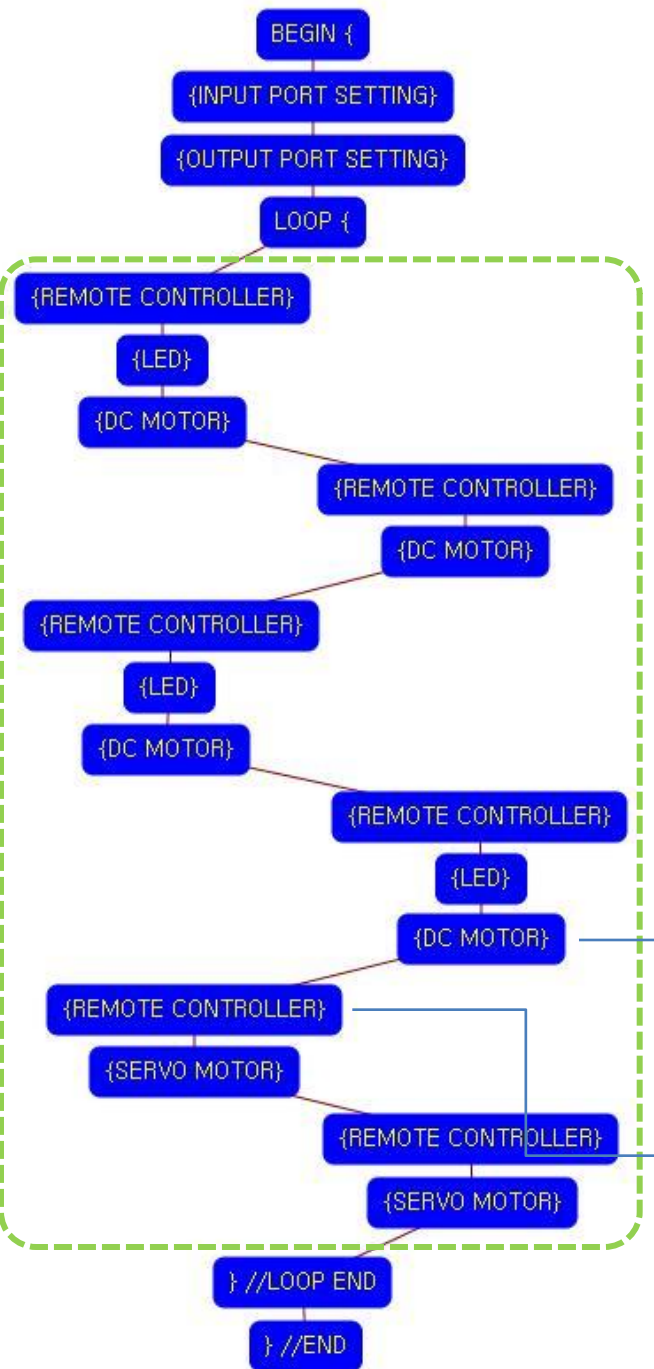 BEGIN {
{INPUT PORT SETTING}
{OUTPUT PORT SETTING}
LOOP {
{REMOTE CONTROLLER}
{LED}
{DC MOTOR}
{REMOTE CONTROLLER}
{DC MOTOR}
{REMOTE CONTROLLER}
{LED}
{DC MOTOR}
{REMOTE CONTROLLER}
{LED}
{DC MOTOR}
{REMOTE CONTROLLER}
{SERVO MOTOR}
{REMOTE CONTROLLER}
{SERVO MOTOR}
} //LOOP END
} //END